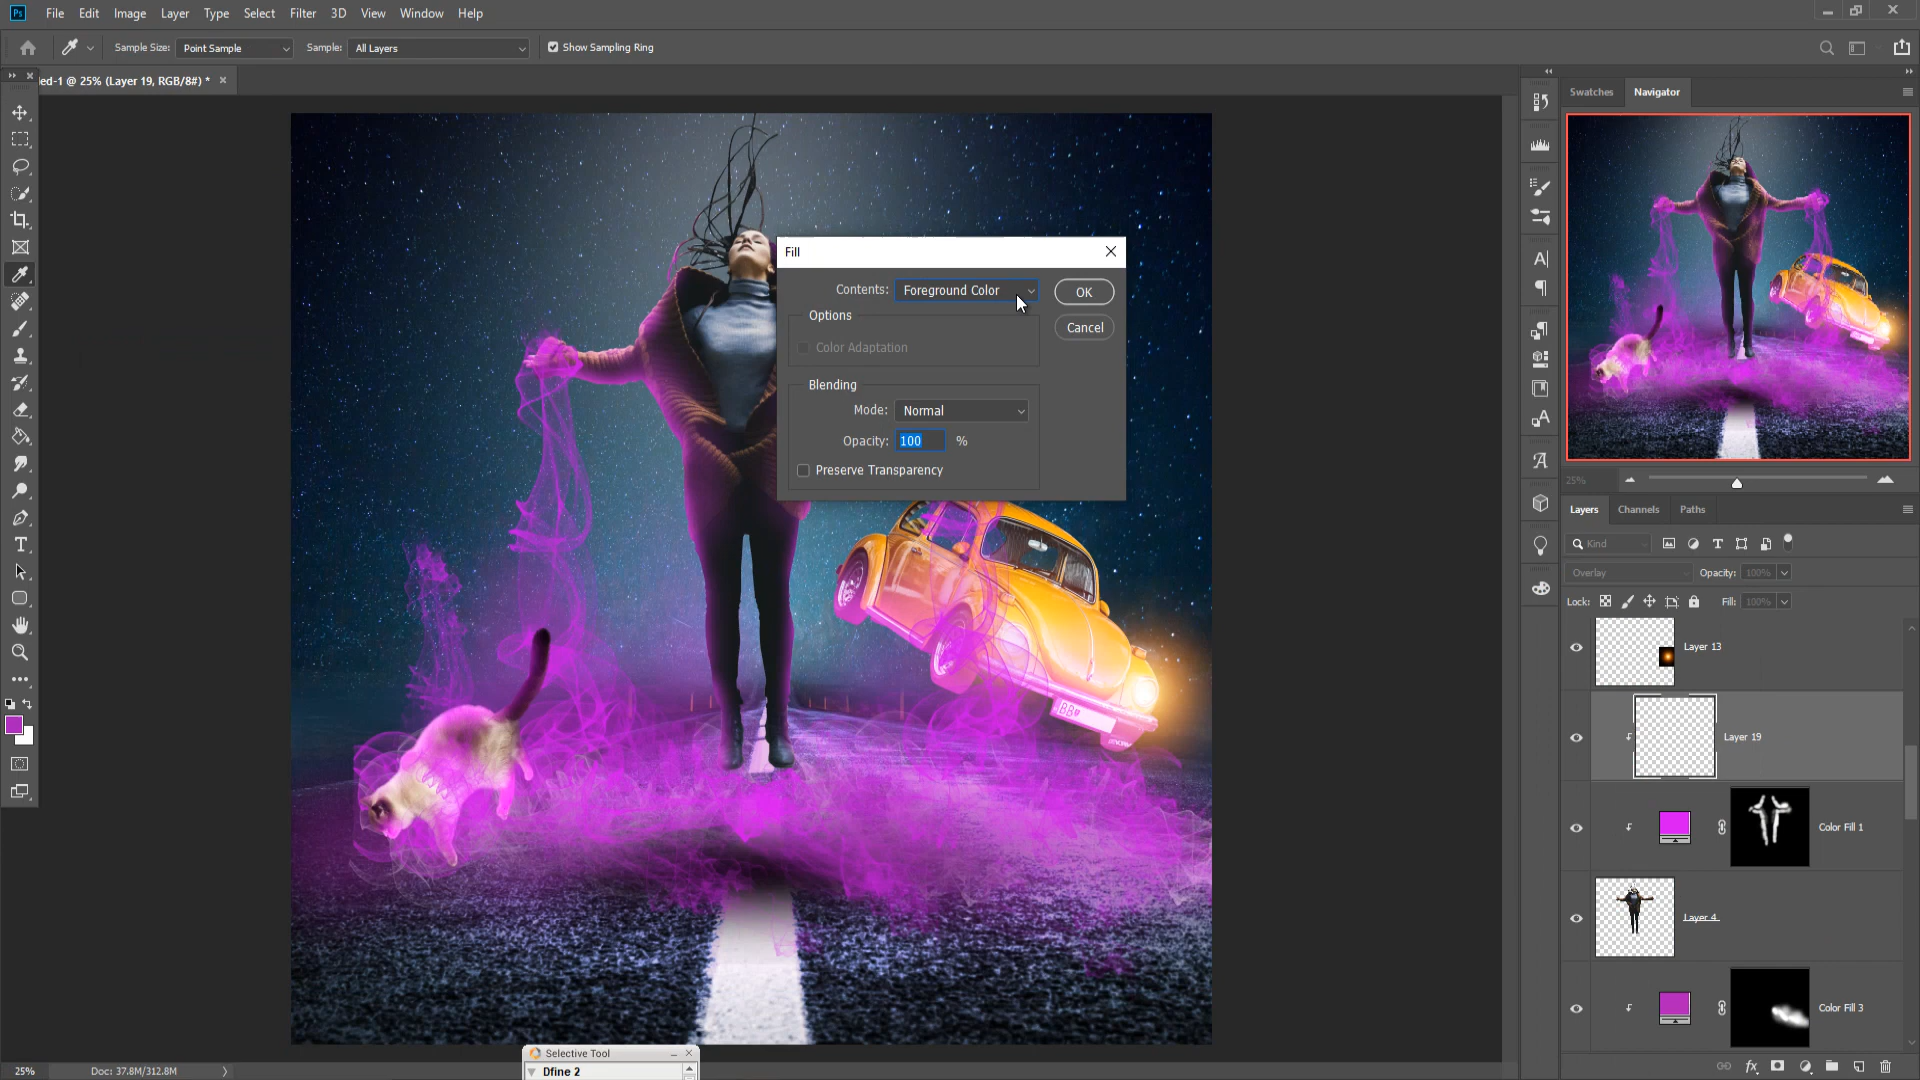 Ps File Edit Image Layer Type Select Filter 3D View Window Help
Sample Size: Point Sample Sample: All Layers Show Sampling Ring
ed-1 @ 25% (Layer 19, RGB/8#) * ×
Swatches Navigator
Fill
Contents: Foreground Color OK
Options
Cancel
Color Adaptation
Blending
Mode: Normal
Opacity: 100 %
Preserve Transparency
25%
Layers Channels Paths
Kind
Overlay Opacity: 100%
Lock: Fill: 100%
Layer 13
Layer 19
Color Fill 1
Layer 4
Color Fill 3
BB
Selective Tool
Dfine 2
25% Doc: 37.8M/312.8M